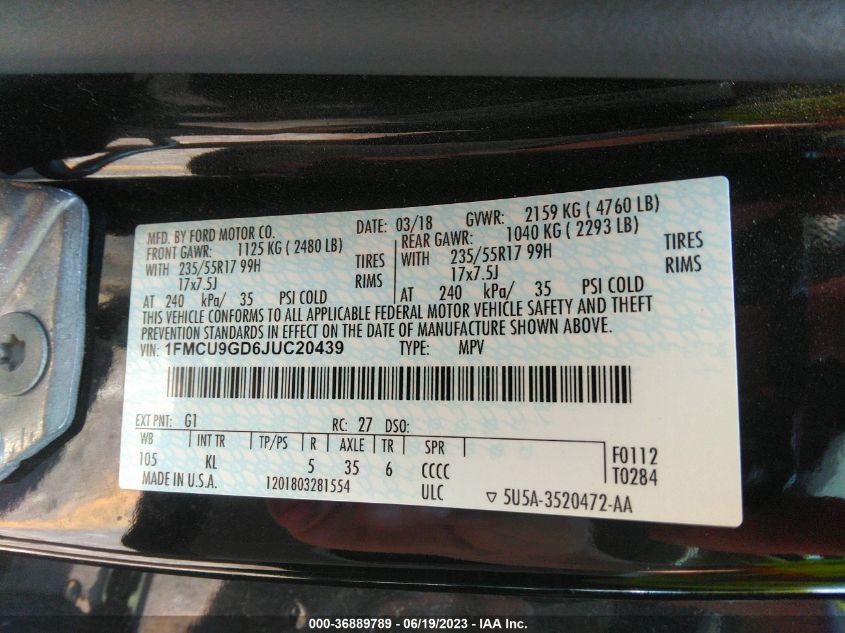 MFD. BY FORD MOTOR CO. DATE: 03/18 GVWR: 2159 KG ( 4760 LB)
FRONT GAWR: 1125 KG ( 2480 LB) REAR GAWR: 1040 KG ( 2293 LB)
WITH 235/55R17 99H TIRES WITH 235/55R17 99H TIRES
17x7.5J RIMS 17x7.5J RIMS
AT 240 kPa/ 35 PSI COLD AT 240 kPa/ 35 PSI COLD
THIS VEHICLE CONFORMS TO ALL APPLICABLE FEDERAL MOTOR VEHICLE SAFETY AND THEFT
PREVENTION STANDARDS IN EFFECT ON THE DATE OF MANUFACTURE SHOWN ABOVE.
VIN: 1FMCU9GD6JUC20439 TYPE: MPV
EXT PNT: G1 RC: 27 DSO:
WB INT TR TP/PS R AXLE TR SPR F0112
105 KL 5 35 6 CCCC T0284
MADE IN U.S.A. 1201803281554 ULC ▽ 5U5A-3520472-AA
000-36889789 - 06/19/2023 - IAA Inc.